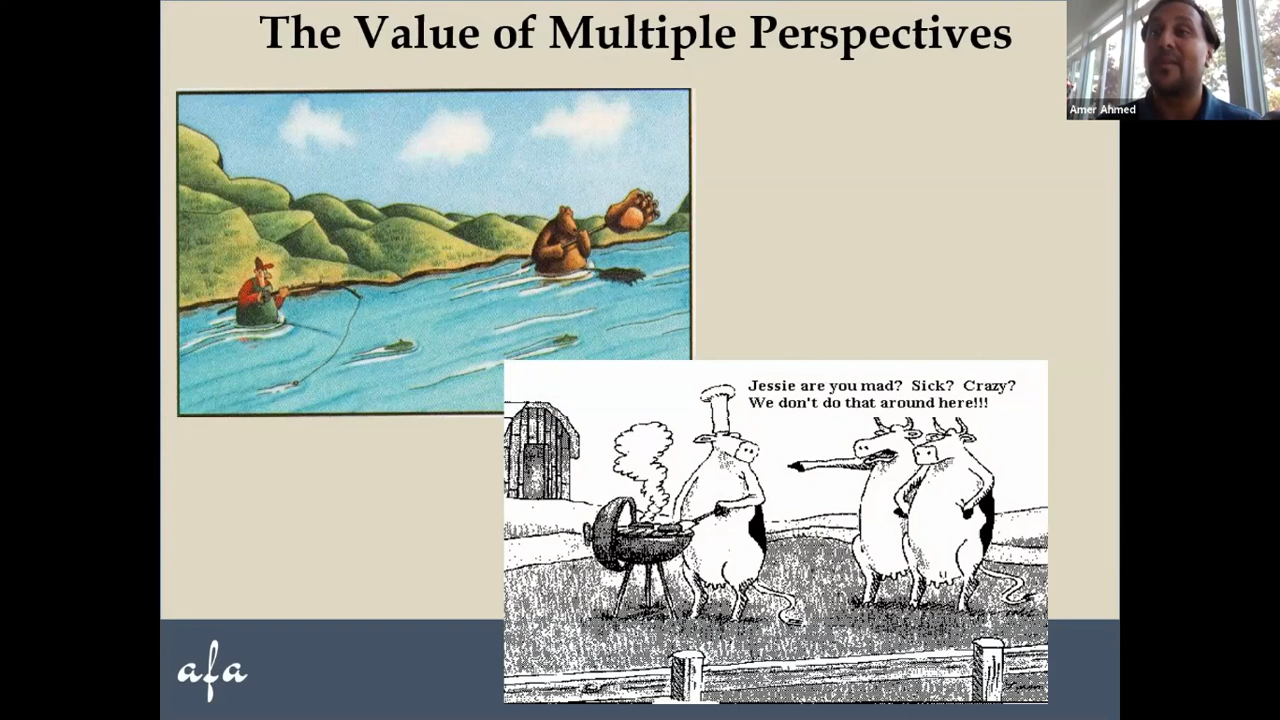 The Value of Multiple Perspectives
Amer Ahmed
Jessie are you mad? Sick? Crazy?
We don't do that around here!!!
afa